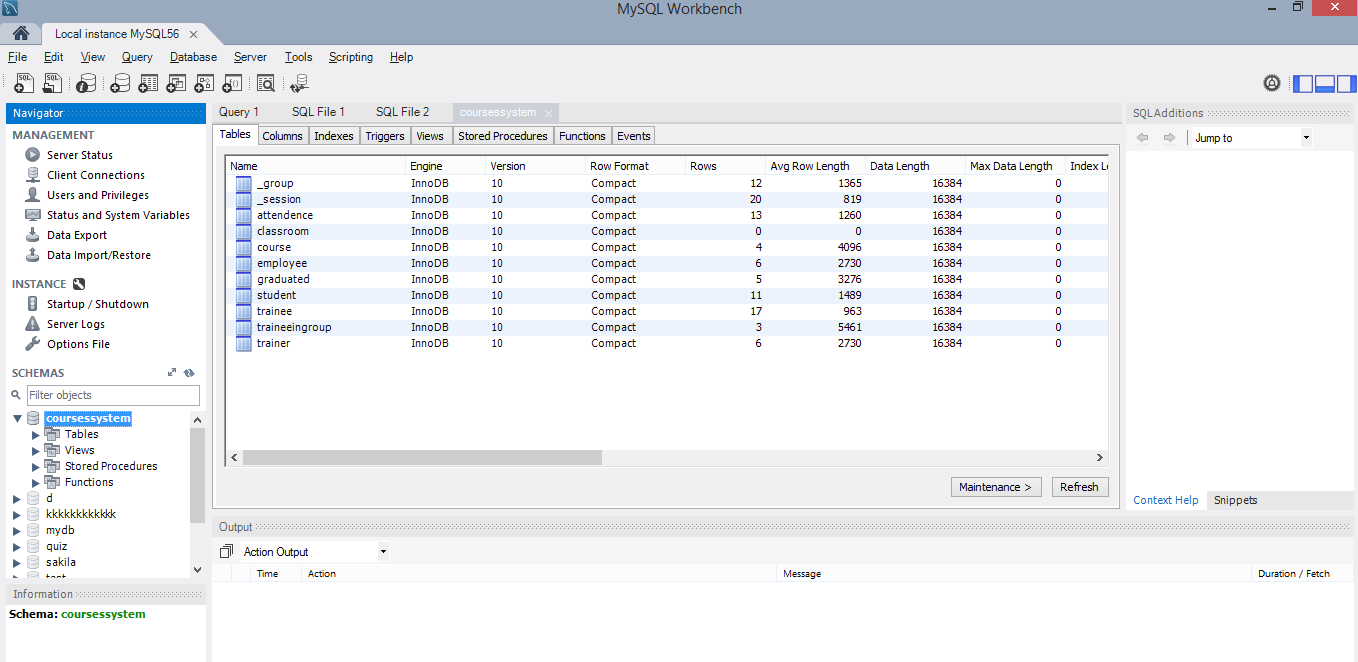 MySQL Workbench
Local instance MySQL56
File Edit View Query Database Server Tools Scripting Help
Navigator
MANAGEMENT
Server Status
Client Connections
Users and Privileges
Status and System Variables
Data Export
Data Import/Restore
INSTANCE
Startup / Shutdown
Server Logs
Options File
SCHEMAS
Filter objects
coursessystem
Tables
Views
Stored Procedures
Functions
d
kkkkkkkkkkkk
mydb
quiz
sakila
test
Information
Schema: coursessystem
Query 1 SQL File 1 SQL File 2 coursessystem
Tables Columns Indexes Triggers Views Stored Procedures Functions Events
Name Engine Version Row Format Rows Avg Row Length Data Length Max Data Length Index Le
_group InnoDB 10 Compact 12 1365 16384 0
_session InnoDB 10 Compact 20 819 16384 0
attendence InnoDB 10 Compact 13 1260 16384 0
classroom InnoDB 10 Compact 0 0 16384 0
course InnoDB 10 Compact 4 4096 16384 0
employee InnoDB 10 Compact 6 2730 16384 0
graduated InnoDB 10 Compact 5 3276 16384 0
student InnoDB 10 Compact 11 1489 16384 0
trainee InnoDB 10 Compact 17 963 16384 0
traineeingroup InnoDB 10 Compact 3 5461 16384 0
trainer InnoDB 10 Compact 6 2730 16384 0
Maintenance > Refresh
Output
Action Output
Time Action Message Duration / Fetch
SQLAdditions
Jump to
Context Help Snippets